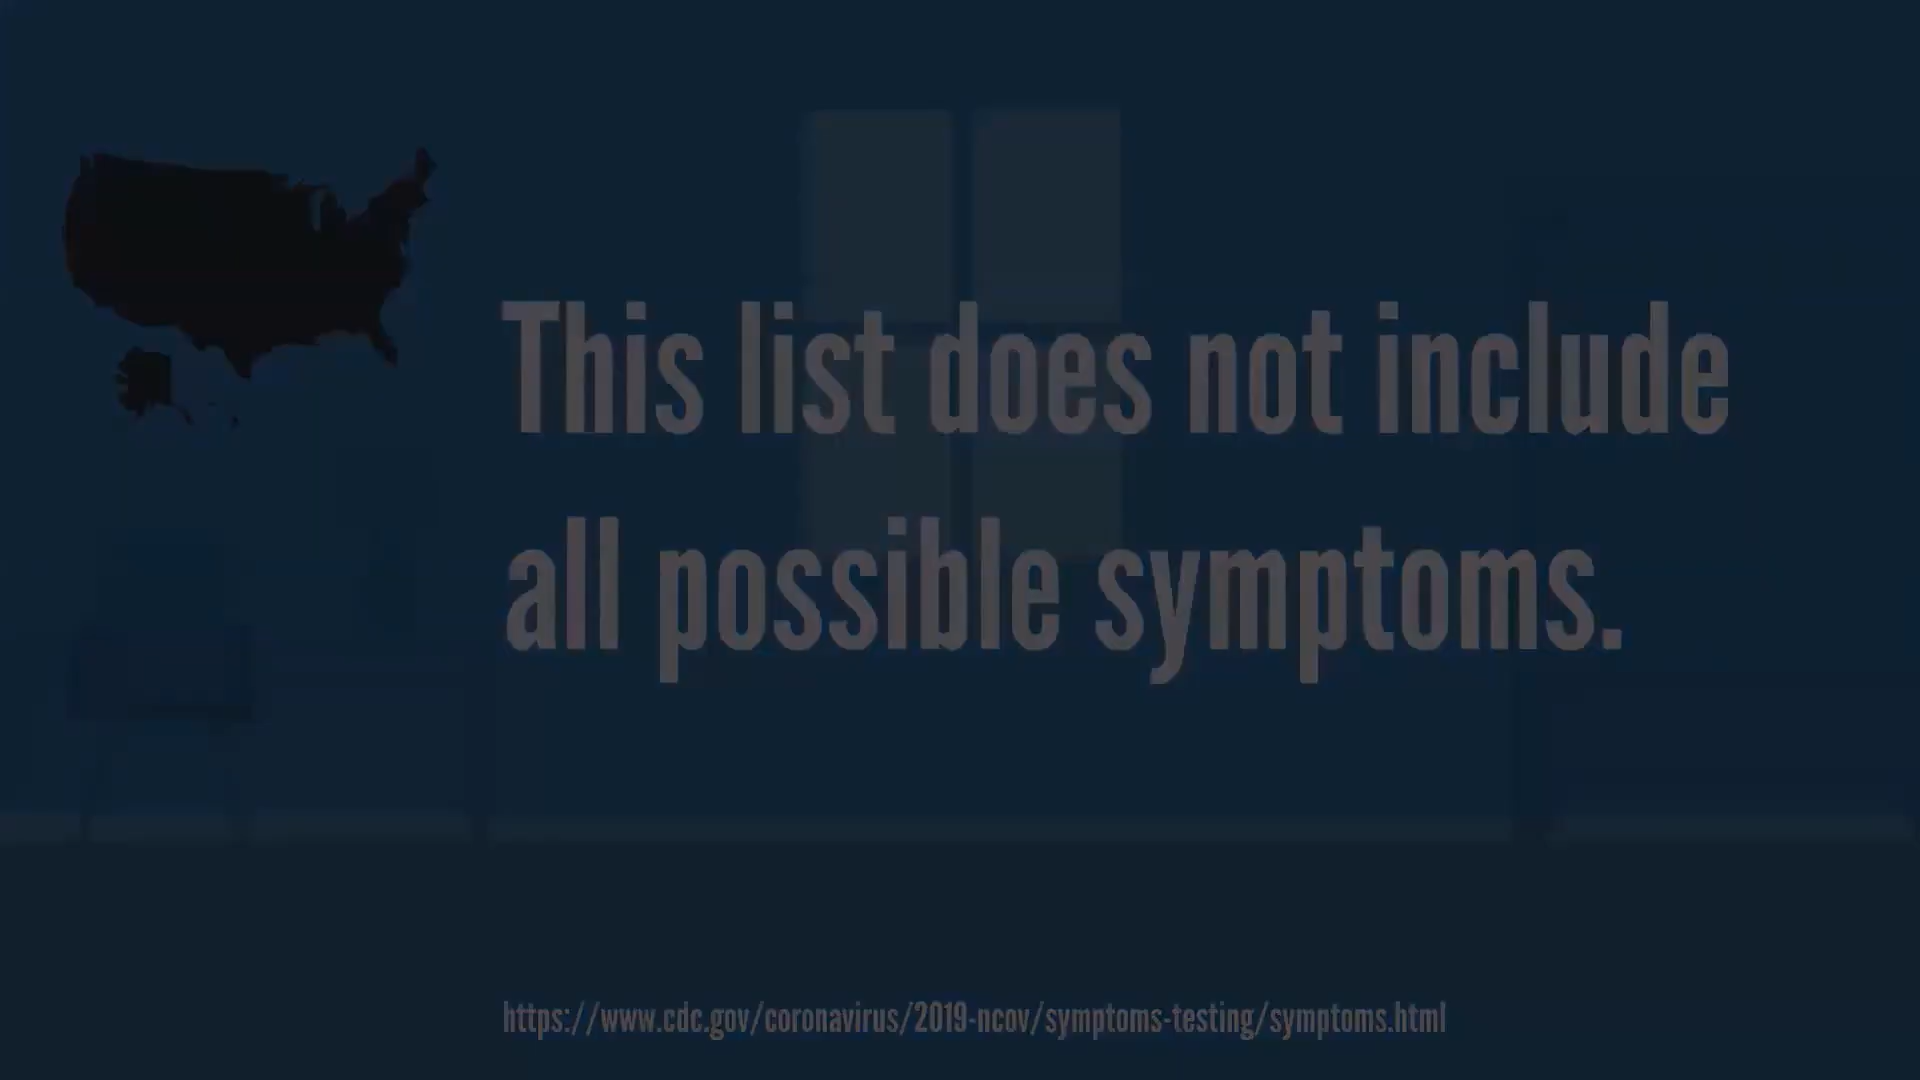 This list does not include
all possible symptoms.
https://www.cdc.gov/coronavirus/2019-ncov/symptoms-testing/symptoms.html